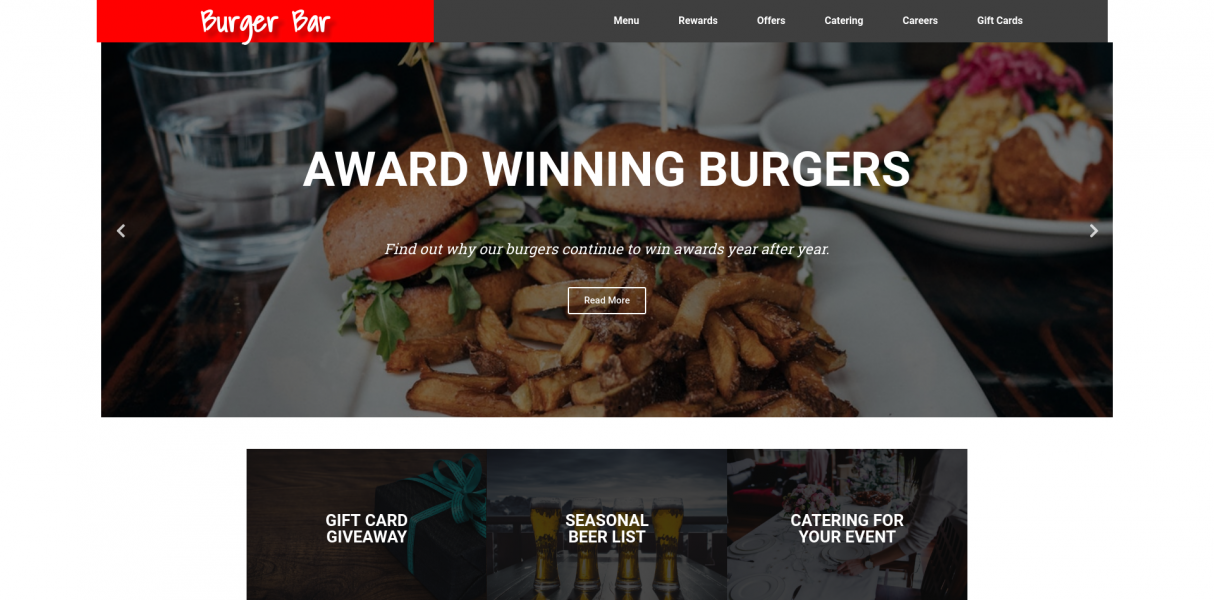 Burger Bar
Menu Rewards Offers Catering Careers Gift Cards
AWARD WINNING BURGERS
Find out why our burgers continue to win awards year after year.
Read More
GIFT CARD
GIVEAWAY
SEASONAL
BEER LIST
CATERING FOR
YOUR EVENT